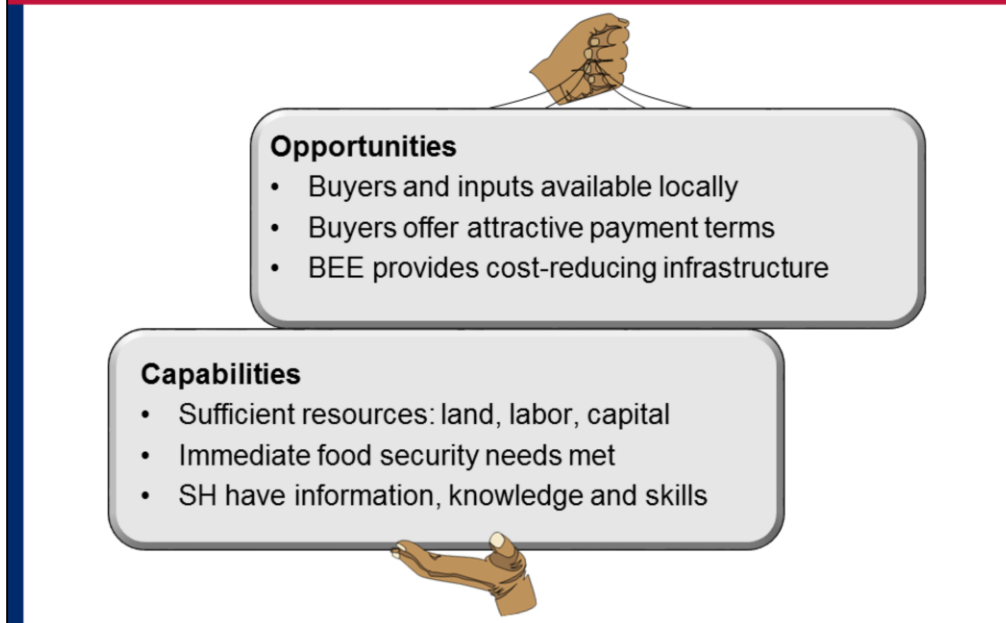 Opportunities
• Buyers and inputs available locally
• Buyers offer attractive payment terms
• BEE provides cost-reducing infrastructure
Capabilities
• Sufficient resources: land, labor, capital
• Immediate food security needs met
• SH have information, knowledge and skills